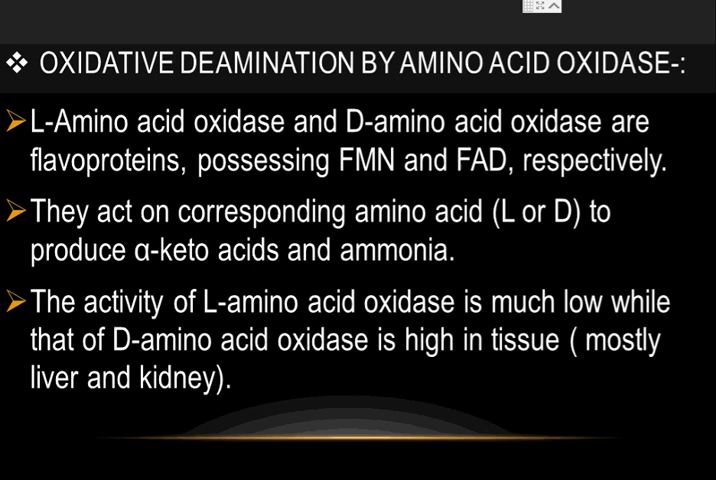 ❖ OXIDATIVE DEAMINATION BY AMINO ACID OXIDASE-:
➢L-Amino acid oxidase and D-amino acid oxidase are
flavoproteins, possessing FMN and FAD, respectively.
➢They act on corresponding amino acid (L or D) to
produce α-keto acids and ammonia.
➢The activity of L-amino acid oxidase is much low while
that of D-amino acid oxidase is high in tissue ( mostly
liver and kidney).